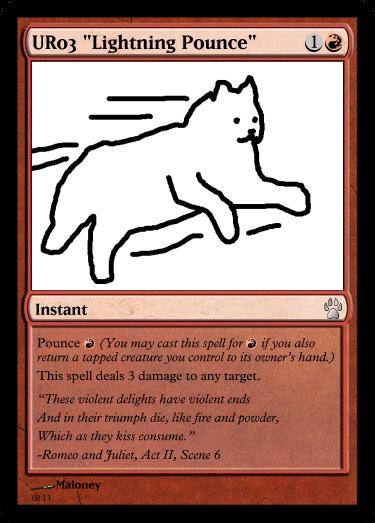 UR03 "Lightning Pounce" 1
Instant
Pounce (You may cast this spell for if you also
return a tapped creature you control to its owner's hand.)
This spell deals 3 damage to any target.
"These violent delights have violent ends
And in their triumph die, like fire and powder,
Which as they kiss consume."
-Romeo and Juliet, Act II, Scene 6
Maloney
0133